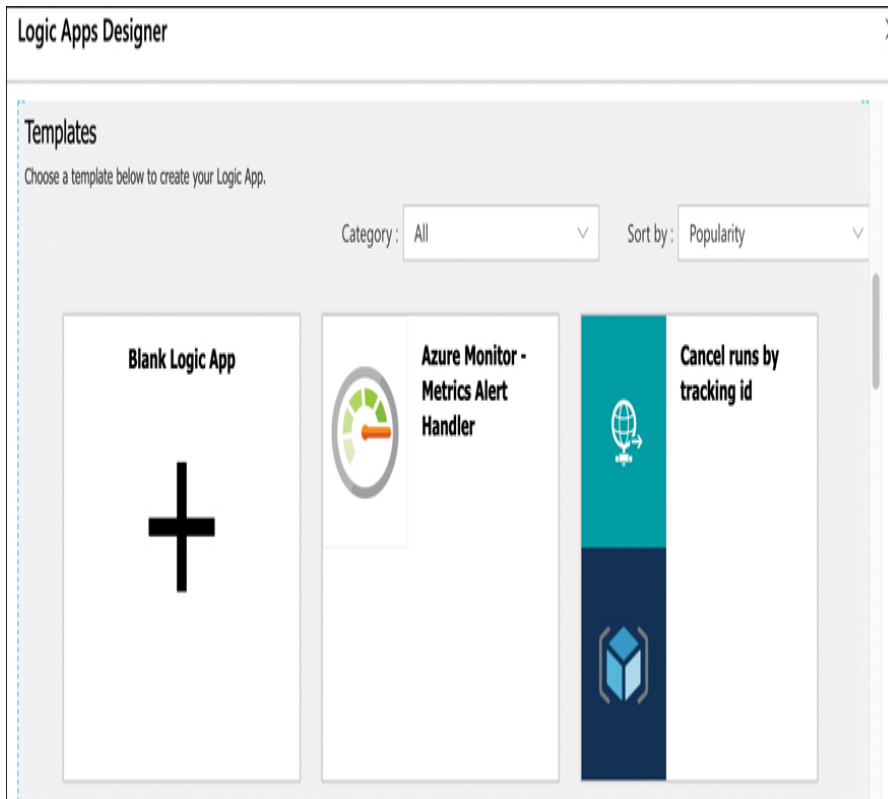 Logic Apps Designer
Templates
Choose a template below to create your Logic App.
Category : All
Sort by : Popularity
Blank Logic App
Azure Monitor -
Metrics Alert
Handler
Cancel runs by
tracking id